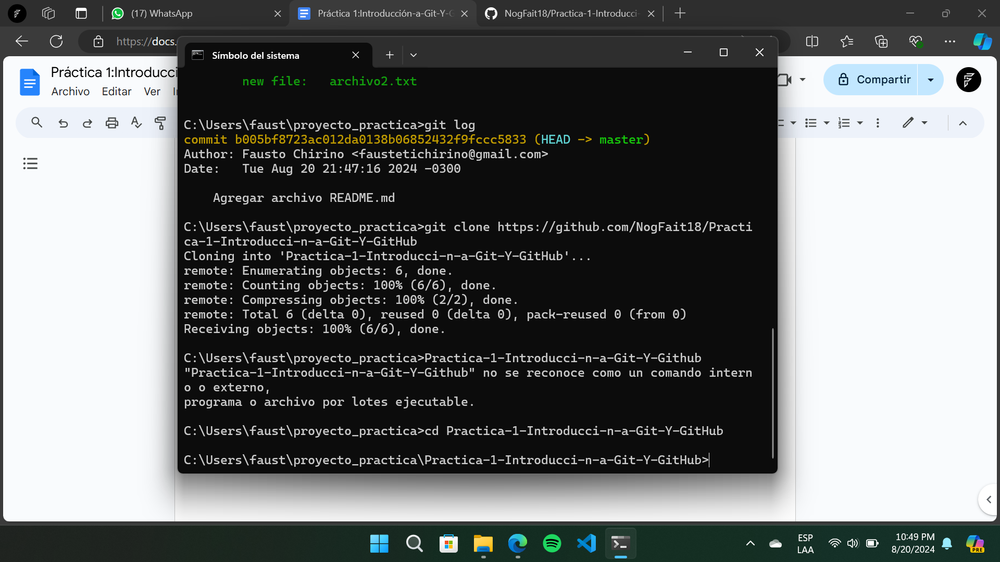 (17) WhatsApp
Práctica 1:Introducción-a-Git-Y-G
NogFait18/Practica-1-Introducci-
https://docs.
Símbolo del sistema
Práctica 1:Introducci
Archivo Editar Ver
Compartir
new file: archivo2.txt
C:\Users\faust\proyecto_practica>git log
commit b005bf8723ac012da0138b06852432f9fccc5833 (HEAD -> master)
Author: Fausto Chirino <faustetichirino@gmail.com>
Date: Tue Aug 20 21:47:16 2024 -0300
Agregar archivo README.md
C:\Users\faust\proyecto_practica>git clone https://github.com/NogFait18/Practi
ca-1-Introducci-n-a-Git-Y-GitHub
Cloning into 'Practica-1-Introducci-n-a-Git-Y-GitHub'...
remote: Enumerating objects: 6, done.
remote: Counting objects: 100% (6/6), done.
remote: Compressing objects: 100% (2/2), done.
remote: Total 6 (delta 0), reused 0 (delta 0), pack-reused 0 (from 0)
Receiving objects: 100% (6/6), done.
C:\Users\faust\proyecto_practica>Practica-1-Introducci-n-a-Git-Y-Github
"Practica-1-Introducci-n-a-Git-Y-Github" no se reconoce como un comando intern
o o externo,
programa o archivo por lotes ejecutable.
C:\Users\faust\proyecto_practica>cd Practica-1-Introducci-n-a-Git-Y-GitHub
C:\Users\faust\proyecto_practica\Practica-1-Introducci-n-a-Git-Y-GitHub>
ESP
LAA
10:49 PM
8/20/2024
PRE